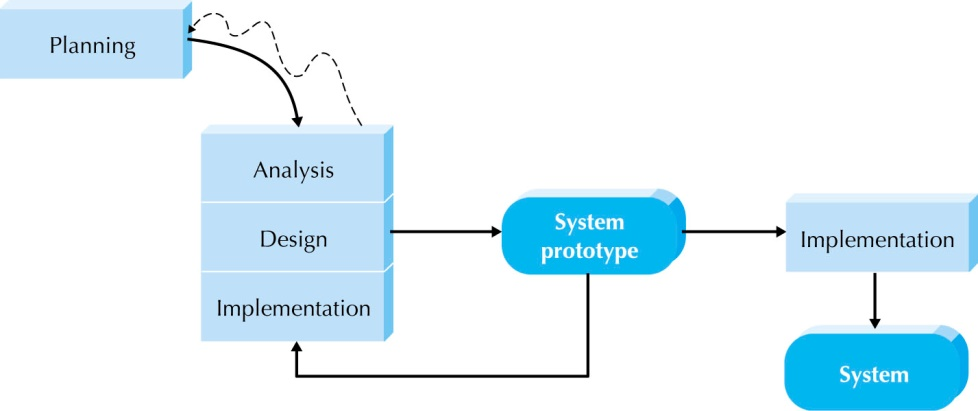 Planning
Analysis
Design
Implementation
System
prototype
Implementation
System